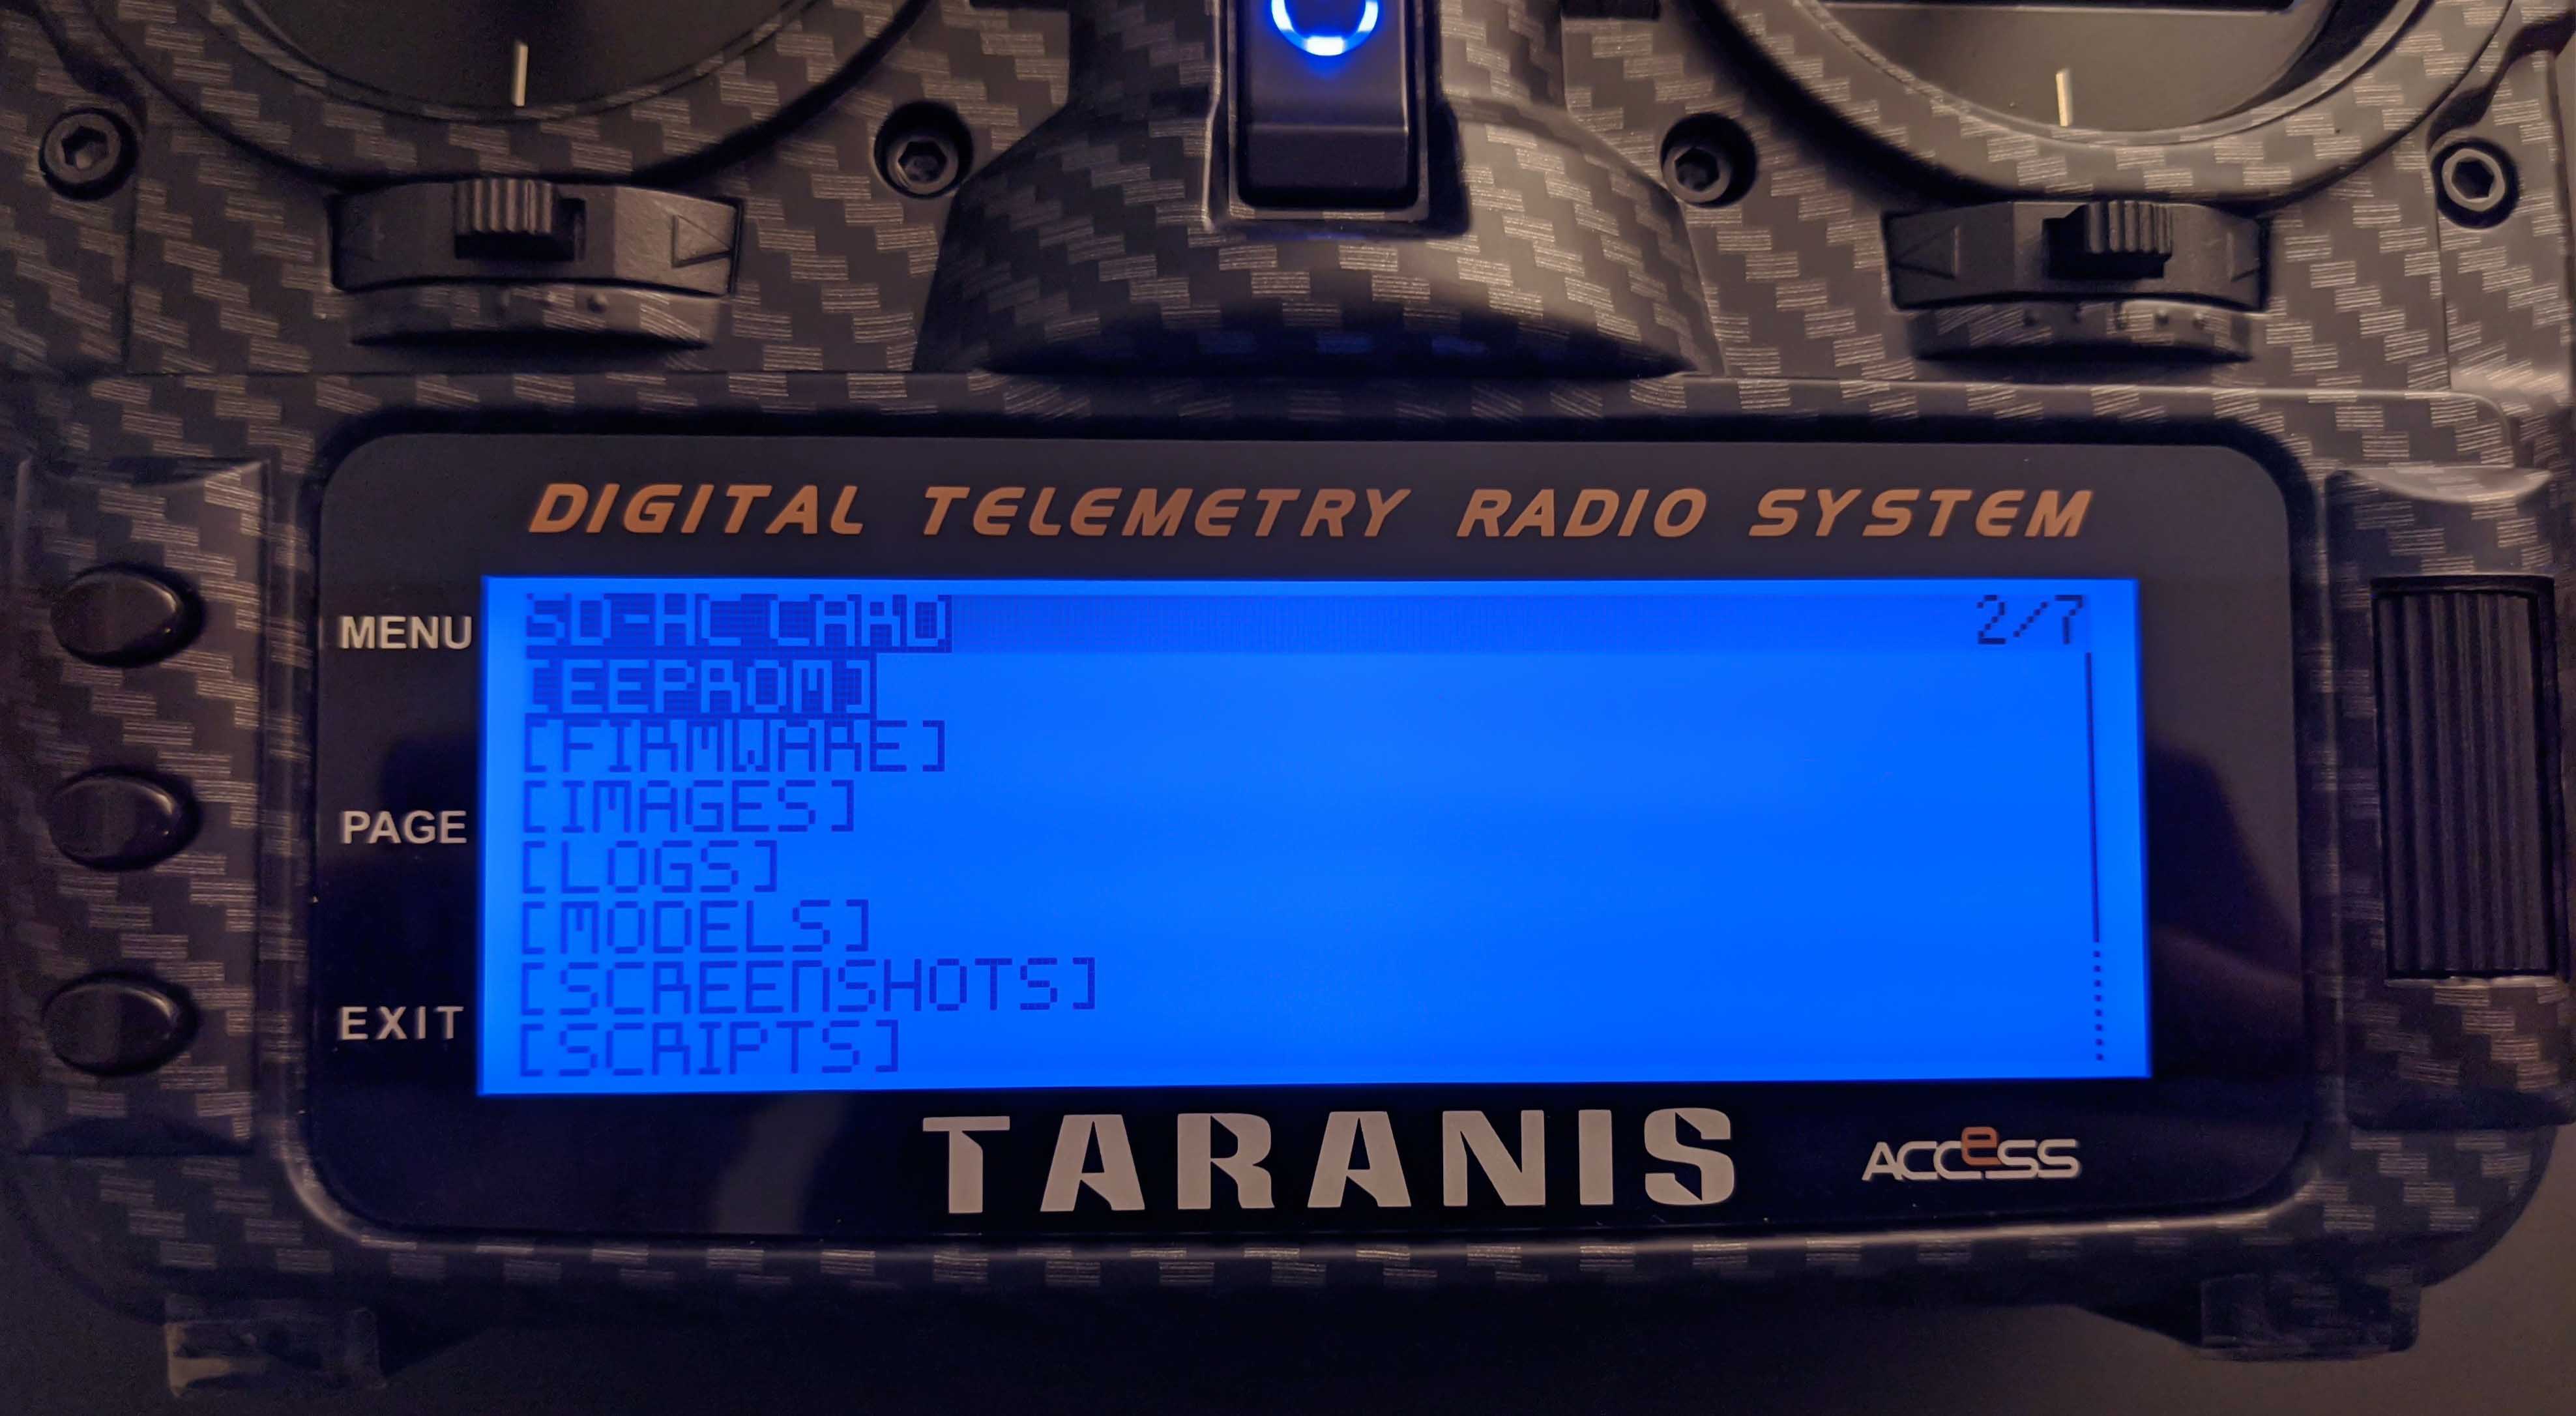 DIGITAL TELEMETRY RADIO SYSTEM
MENU
PAGE
EXIT
SD-HC CARD 2/7
[EEPROM]
[FIRMWARE]
[IMAGES]
[LOGS]
[MODELS]
[SCREENSHOTS]
[SCRIPTS]
TARANIS
ACCeSS